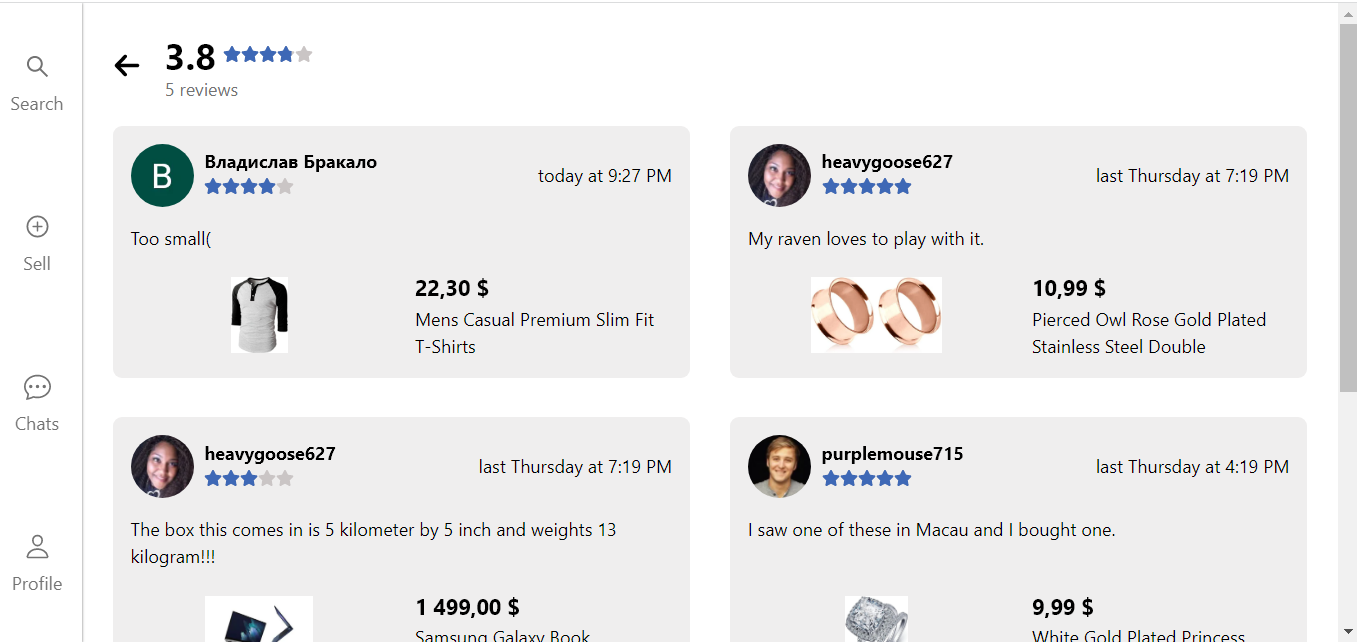 Search
Sell
Chats
Profile
3.8
5 reviews
B
Владислав Бракало
today at 9:27 PM
Too small(
22,30 $
Mens Casual Premium Slim Fit
T-Shirts
heavygoose627
last Thursday at 7:19 PM
My raven loves to play with it.
10,99 $
Pierced Owl Rose Gold Plated
Stainless Steel Double
heavygoose627
last Thursday at 7:19 PM
The box this comes in is 5 kilometer by 5 inch and weights 13
kilogram!!!
1 499,00 $
Samsung Galaxy Book
purplemouse715
last Thursday at 4:19 PM
I saw one of these in Macau and I bought one.
9,99 $
White Gold Plated Princess